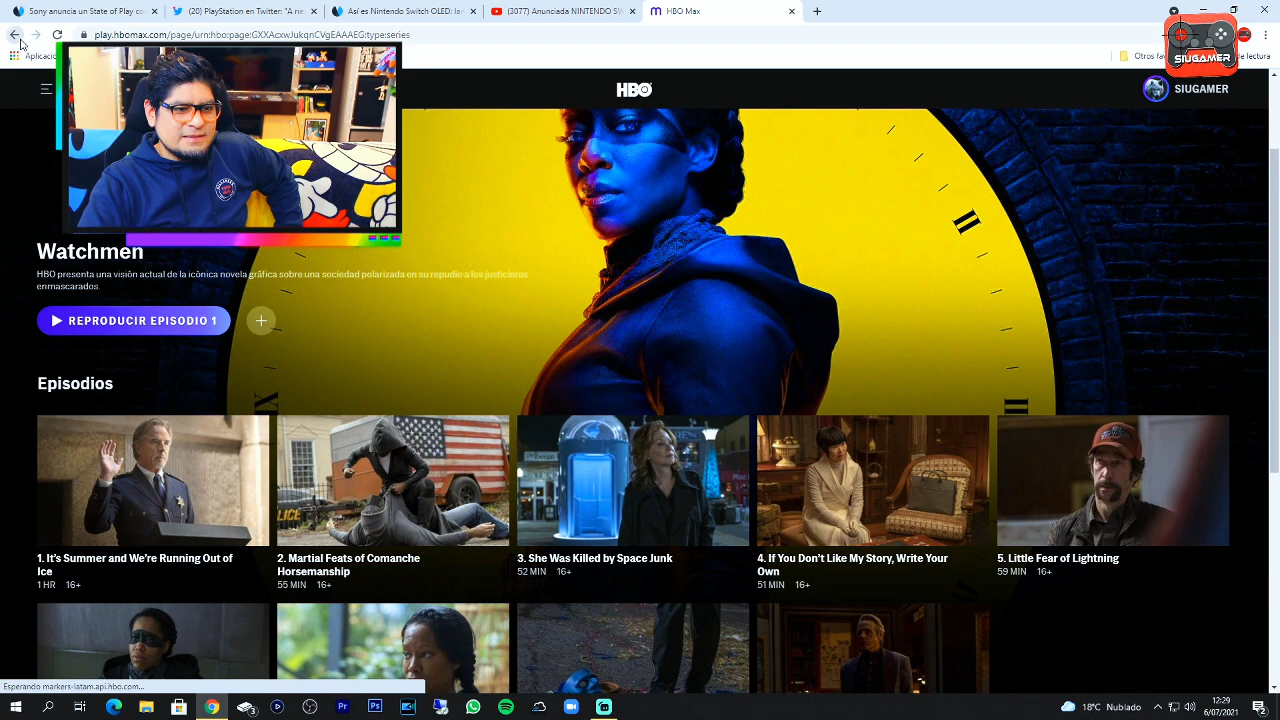 Sony anuncia un State of Play co
(20) PlayStation en Twitter: "A ne
Así es Nintendo Switch OLED: lan
(3077) Anunciada NINTENDO SW
HBO Max
play.hbomax.com/page/urn:hbo:page:GXXAcxwJukqnCVgEAAAEG:type:series
Aplicacio
Otros fav
de lectura
SIUGAMER
HBO
SIUGAMER
Watchmen
HBO presenta una visión actual de la icónica novela gráfica sobre una sociedad polarizada en su repudio a los justicieros
enmascarados.
REPRODUCIR EPISODIO 1
Episodios
1. It's Summer and We're Running Out of
Ice
1 HR 16+
2. Martial Feats of Comanche
Horsemanship
55 MIN 16+
3. She Was Killed by Space Junk
52 MIN 16+
4. If You Don't Like My Story, Write Your
Own
51 MIN 16+
5. Little Fear of Lightning
59 MIN 16+
Esperando markers-latam.api.hbo.com...
18°C Nublado
12:29
6/07/2021